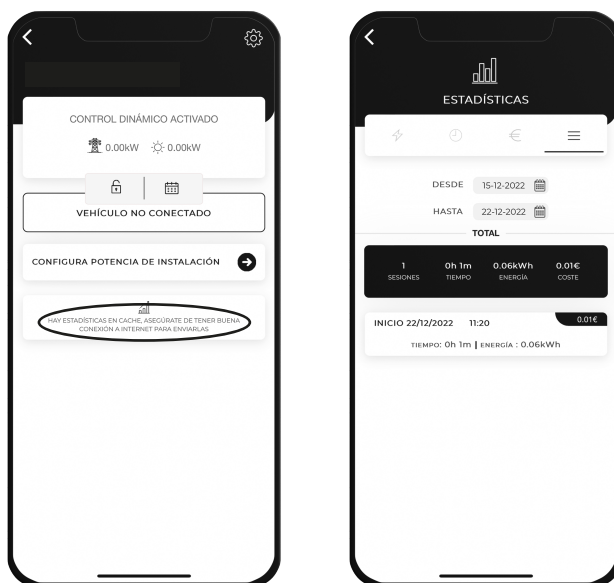 CONTROL DINÁMICO ACTIVADO
0.00kW 0.00kW
VEHÍCULO NO CONECTADO
CONFIGURA POTENCIA DE INSTALACIÓN
HAY ESTADÍSTICAS EN CACHE, ASEGÚRATE DE TENER BUENA
CONEXIÓN A INTERNET PARA ENVIARLAS
ESTADÍSTICAS
€
DESDE 15-12-2022
HASTA 22-12-2022
TOTAL
1 0h 1m 0.06kWh 0.01€
SESIONES TIEMPO ENERGÍA COSTE
INICIO 22/12/2022 11:20 0.01€
TIEMPO: 0h 1m | ENERGÍA : 0.06kWh